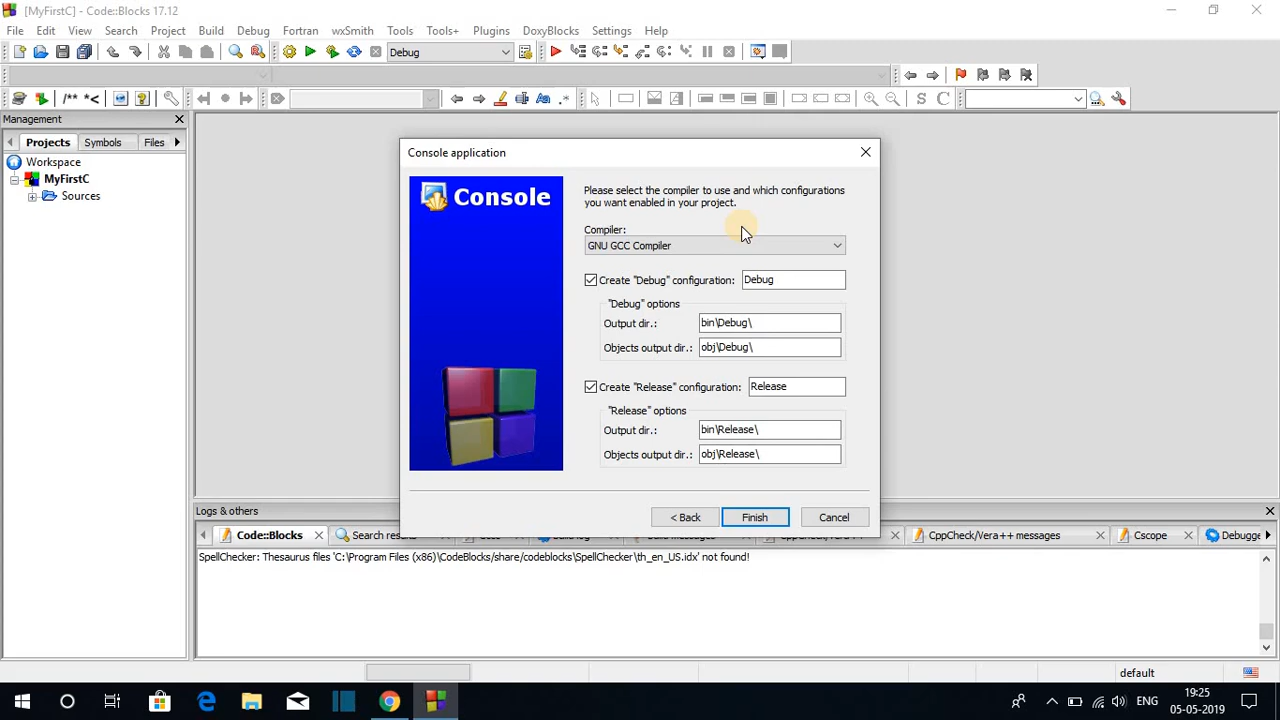 [MyFirstC] - Code::Blocks 17.12
File Edit View Search Project Build Debug Fortran wxSmith Tools Tools+ Plugins DoxyBlocks Settings Help
Debug
/** *<
Aa .*
S C
Management
Projects Symbols Files
Workspace
MyFirstC
Sources
Console application
Console
Please select the compiler to use and which configurations
you want enabled in your project.
Compiler:
GNU GCC Compiler
Create "Debug" configuration: Debug
"Debug" options
Output dir.: bin\Debug\
Objects output dir.: obj\Debug\
Create "Release" configuration: Release
"Release" options
Output dir.: bin\Release\
Objects output dir.: obj\Release\
< Back Finish Cancel
Logs & others
Code::Blocks Search results CppCheck/Vera++ messages Cscope Debugge
SpellChecker: Thesaurus files 'C:\Program Files (x86)\CodeBlocks/share/codeblocks\SpellChecker\th_en_US.idx' not found!
default
ENG
19:25
05-05-2019